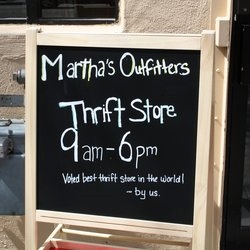 Martha's Outfitters
Thrift Store
9am-6pm
Voted best thrift store in the world!
~ by us.